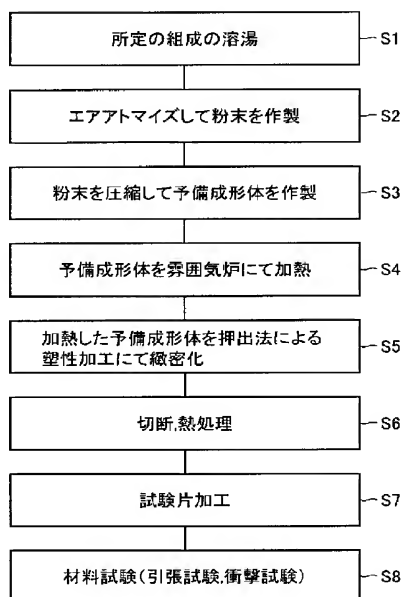 所定の組成の溶湯
S1
エアアトマイズして粉末を作製
S2
粉末を圧縮して予備成形体を作製
S3
予備成形体を雰囲気炉にて加熱
S4
加熱した予備成形体を押出法による
塑性加工にて緻密化
S5
切断,熱処理
S6
試験片加工
S7
材料試験(引張試験,衝撃試験)
S8